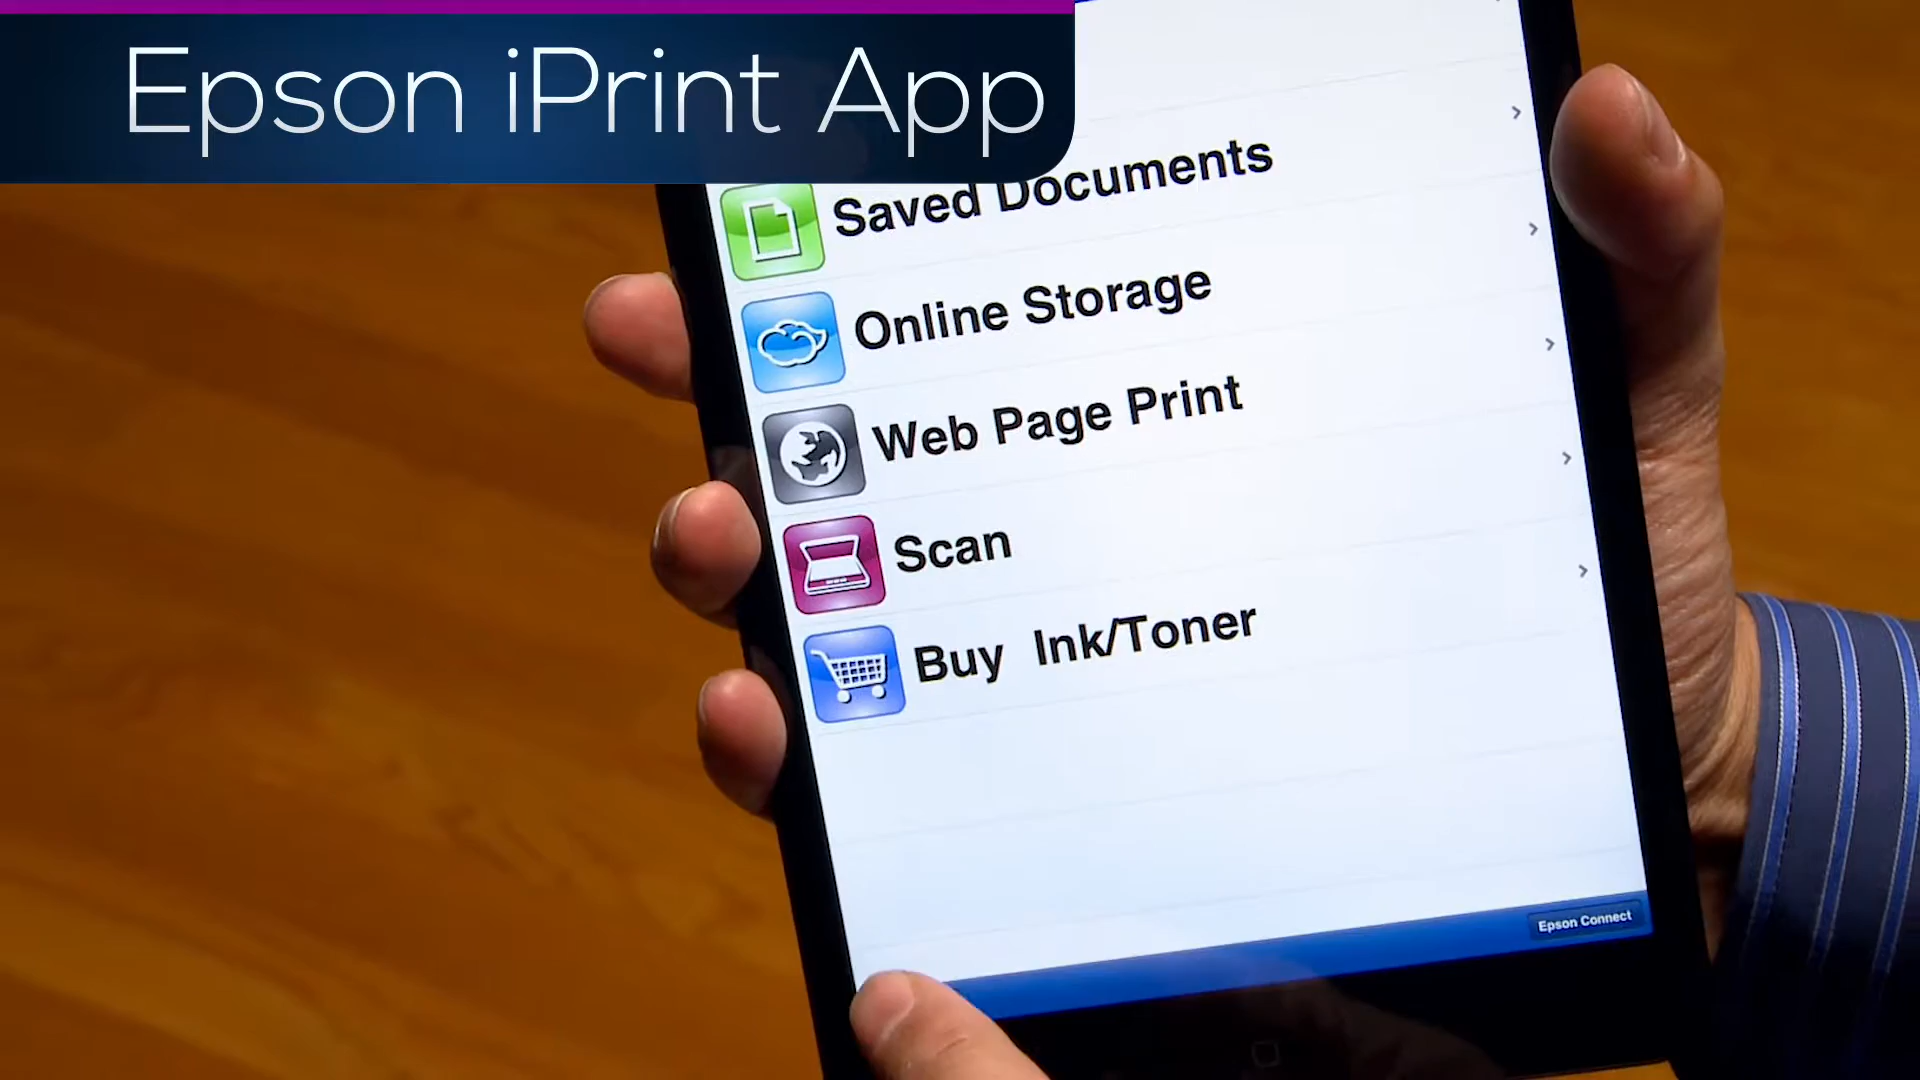 Epson iPrint App
Saved Documents
Online Storage
Web Page Print
Scan
Buy Ink/Toner
Epson Connect